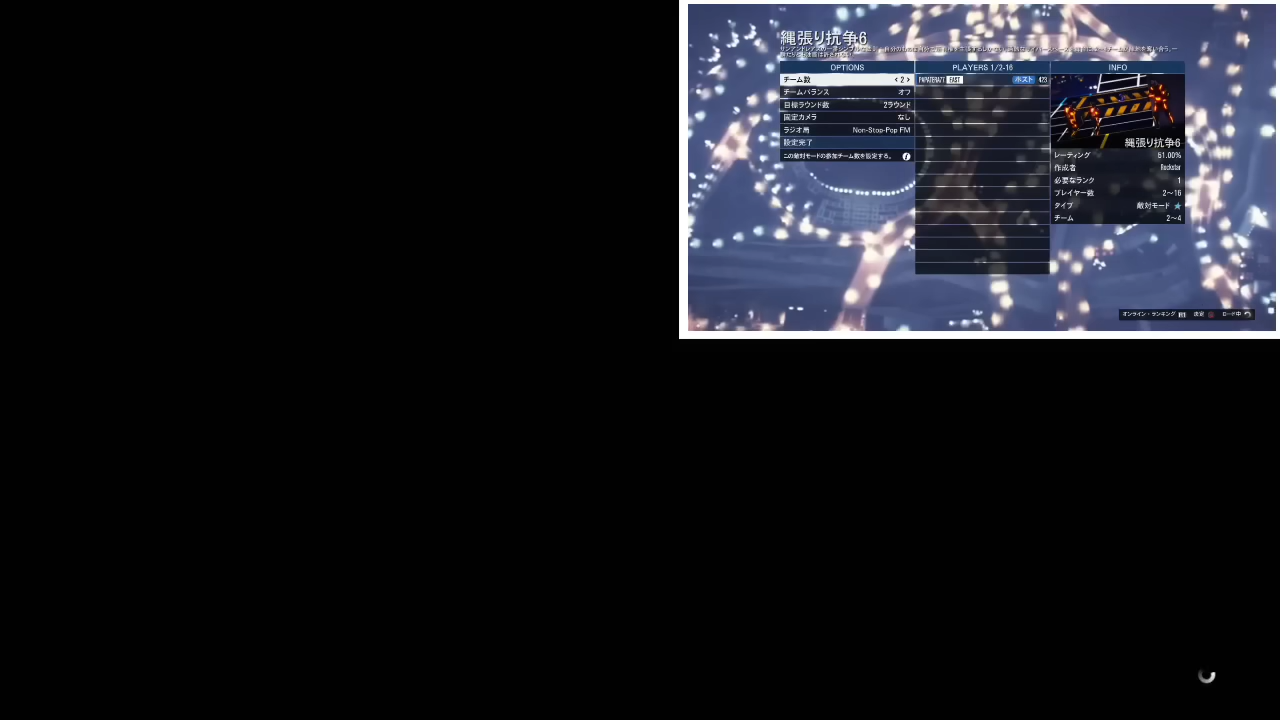 縄張り抗争6
OPTIONS
チーム数 2
チームバランス オフ
目標ラウンド数 2ラウンド
固定カメラ なし
ラジオ局 Non-Stop-Pop FM
設定完了
この敵対モードの参加チーム数を設定する。
PLAYERS 1/2-16
FAST ホスト 423
INFO
縄張り抗争6
レーティング 51.00%
作成者 Rockstar
必要なランク 1
プレイヤー数 2～16
タイプ 敵対モード
チーム 2～4
オンライン・ランキング R1 決定 ロード中